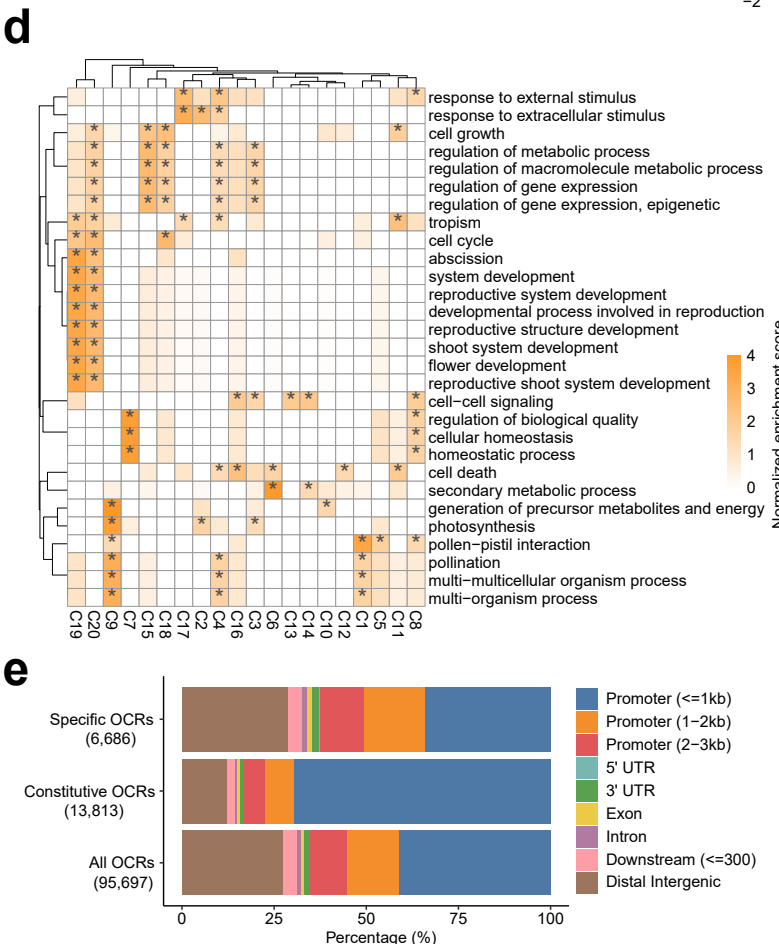 −2
d
response to external stimulus
response to extracellular stimulus
cell growth
regulation of metabolic process
regulation of macromolecule metabolic process
regulation of gene expression
regulation of gene expression, epigenetic
tropism
cell cycle
abscission
system development
reproductive system development
developmental process involved in reproduction
reproductive structure development
shoot system development
flower development
reproductive shoot system development
cell−cell signaling
regulation of biological quality
cellular homeostasis
homeostatic process
cell death
secondary metabolic process
generation of precursor metabolites and energy
photosynthesis
pollen−pistil interaction
pollination
multi−multicellular organism process
multi−organism process
4
3
2
1
0
Normalized enrichment score
C19 C20 C9 C7 C15 C18 C17 C2 C4 C16 C3 C6 C13 C14 C10 C12 C1 C5 C11 C8
e
Specific OCRs
(6,686)
Constitutive OCRs
(13,813)
All OCRs
(95,697)
0 25 50 75 100
Percentage (%)
Promoter (<=1kb)
Promoter (1−2kb)
Promoter (2−3kb)
5' UTR
3' UTR
Exon
Intron
Downstream (<=300)
Distal Intergenic